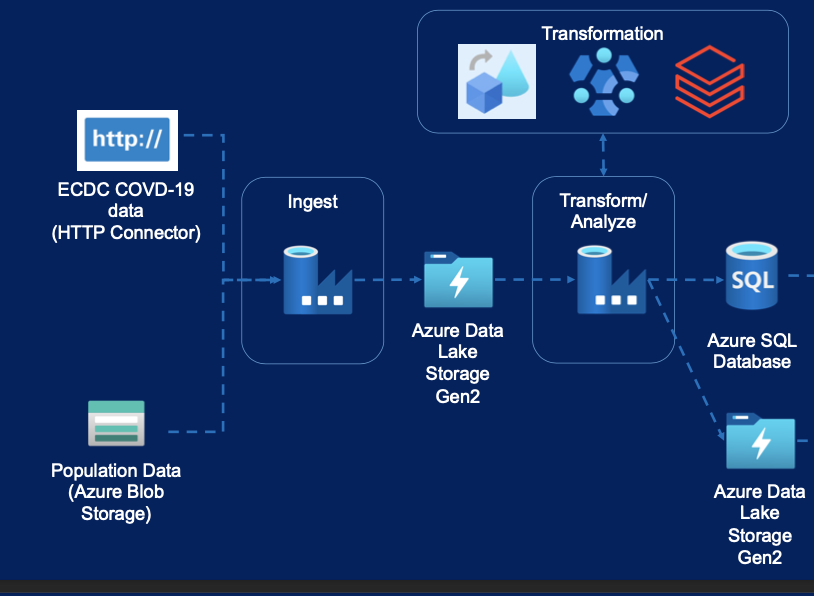 Transformation
http://
ECDC COVD-19
data
(HTTP Connector)
Ingest
Transform/
Analyze
SQL
Azure Data
Lake
Storage
Gen2
Azure SQL
Database
Population Data
(Azure Blob
Storage)
Azure Data
Lake
Storage
Gen2